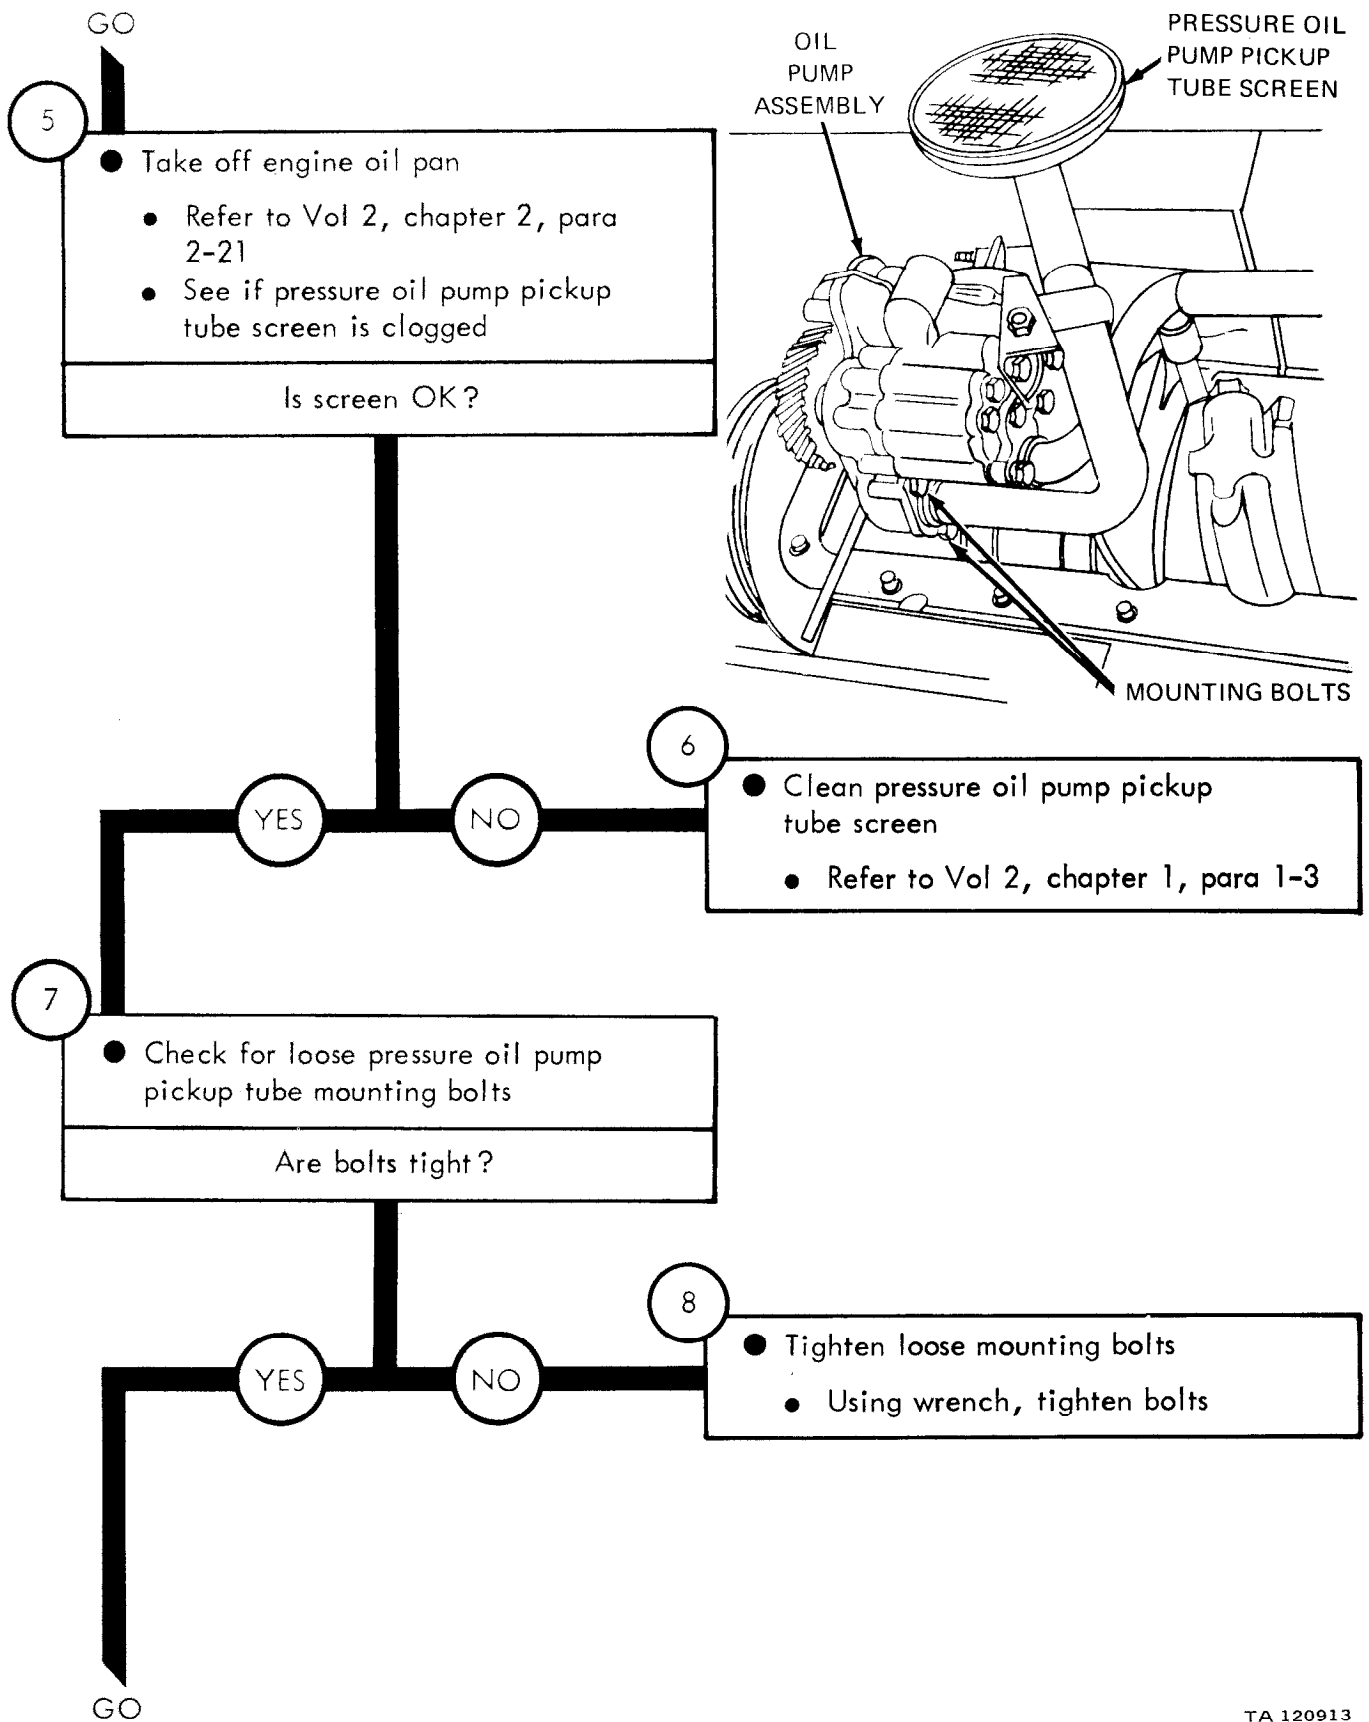 GO
OIL
PUMP
ASSEMBLY
PRESSURE OIL
PUMP PICKUP
TUBE SCREEN
5
● Take off engine oil pan
● Refer to Vol 2, chapter 2, para
2-21
● See if pressure oil pump pickup
tube screen is clogged
Is screen OK?
MOUNTING BOLTS
YES
NO
6
● Clean pressure oil pump pickup
tube screen
● Refer to Vol 2, chapter 1, para 1-3
7
● Check for loose pressure oil pump
pickup tube mounting bolts
Are bolts tight?
YES
NO
8
● Tighten loose mounting bolts
● Using wrench, tighten bolts
GO
TA 120913